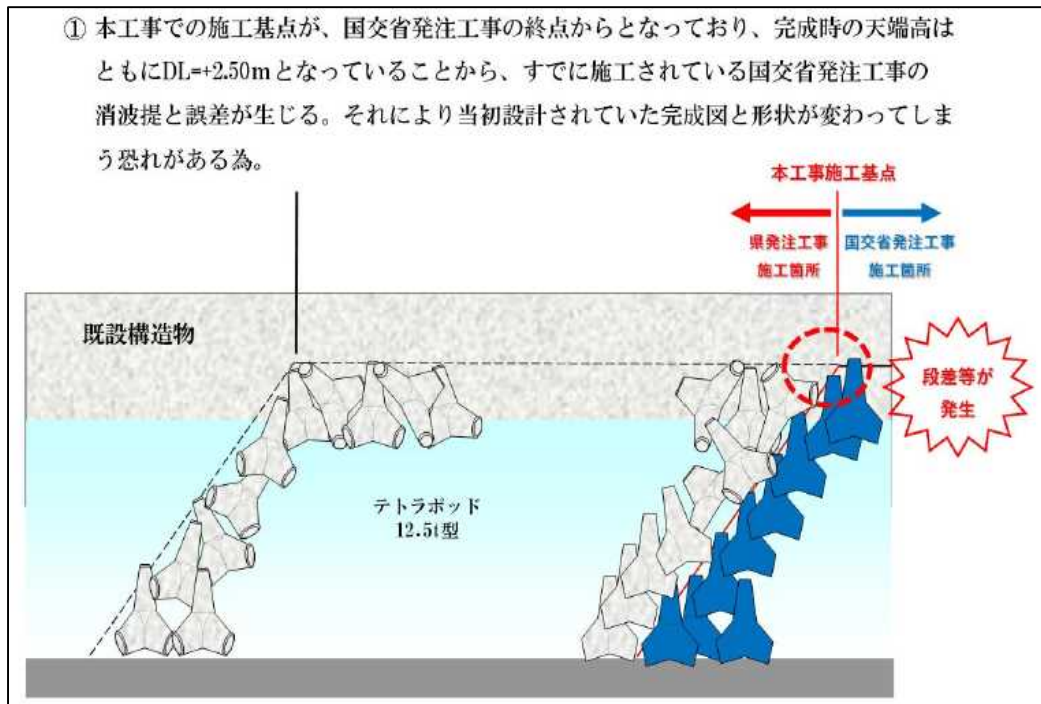 ① 本工事での施工基点が、国交省発注工事の終点からとなっており、完成時の天端高は
ともにDL=+2.50mとなっていることから、すでに施工されている国交省発注工事の
消波提と誤差が生じる。それにより当初設計されていた完成図と形状が変わってしま
う恐れがある為。
本工事施工基点
県発注工事
施工箇所
国交省発注工事
施工箇所
既設構造物
段差等が
発生
テトラポッド
12.5t型